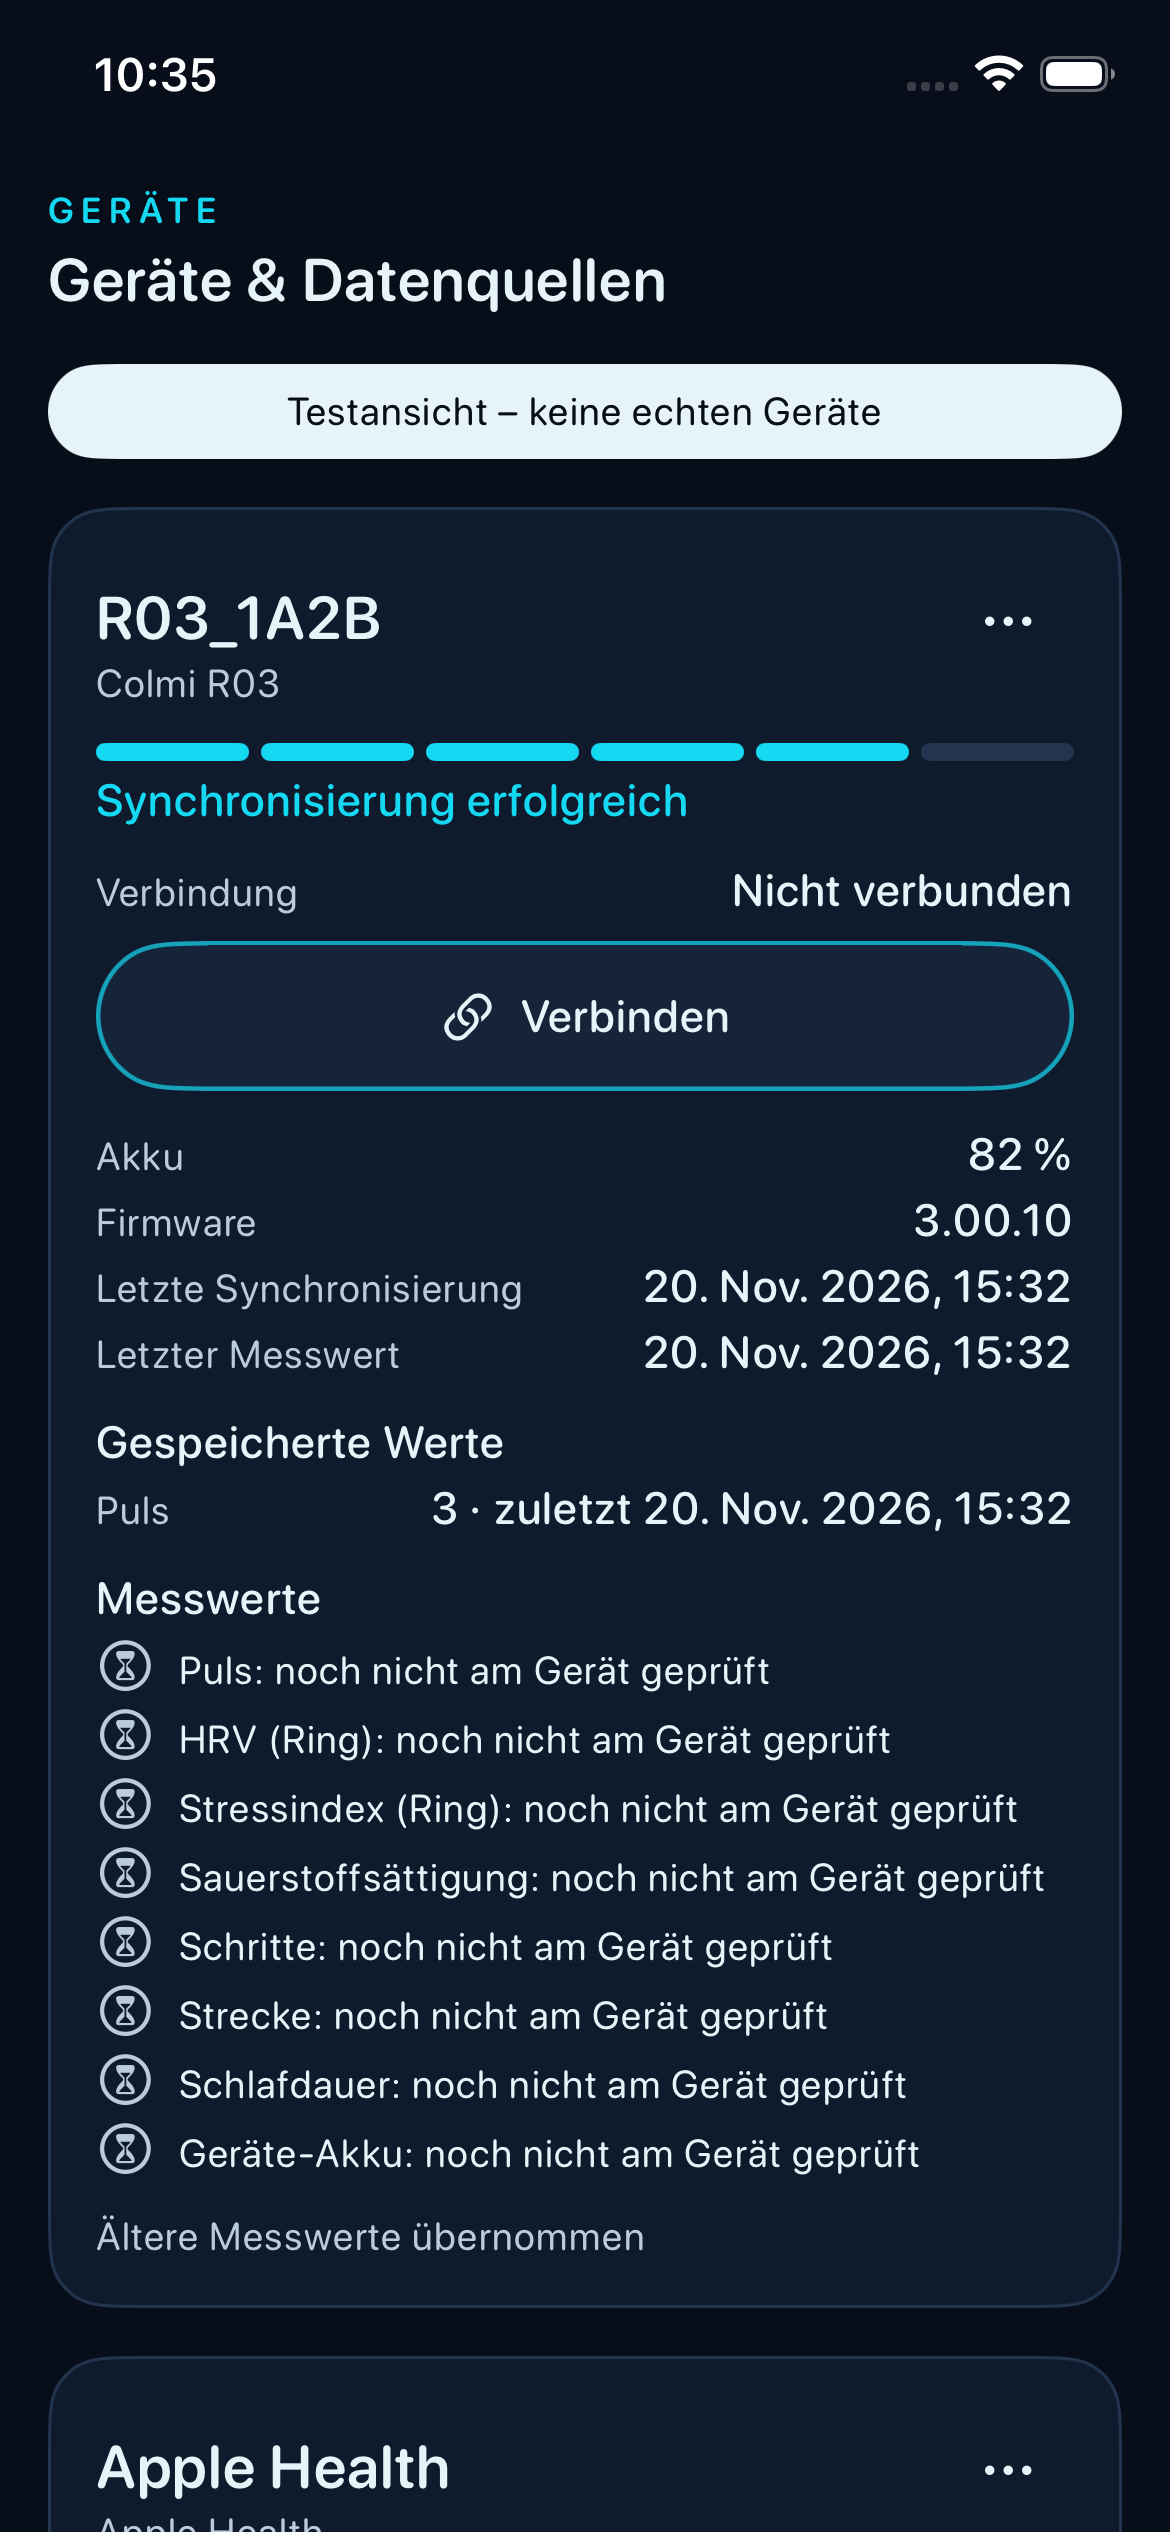 10:35
GERÄTE
Geräte & Datenquellen
Testansicht – keine echten Geräte
R03_1A2B
Colmi R03
Synchronisierung erfolgreich
Verbindung Nicht verbunden
Verbinden
Akku 82 %
Firmware 3.00.10
Letzte Synchronisierung 20. Nov. 2026, 15:32
Letzter Messwert 20. Nov. 2026, 15:32
Gespeicherte Werte
Puls 3 · zuletzt 20. Nov. 2026, 15:32
Messwerte
Puls: noch nicht am Gerät geprüft
HRV (Ring): noch nicht am Gerät geprüft
Stressindex (Ring): noch nicht am Gerät geprüft
Sauerstoffsättigung: noch nicht am Gerät geprüft
Schritte: noch nicht am Gerät geprüft
Strecke: noch nicht am Gerät geprüft
Schlafdauer: noch nicht am Gerät geprüft
Geräte-Akku: noch nicht am Gerät geprüft
Ältere Messwerte übernommen
Apple Health
Apple Health